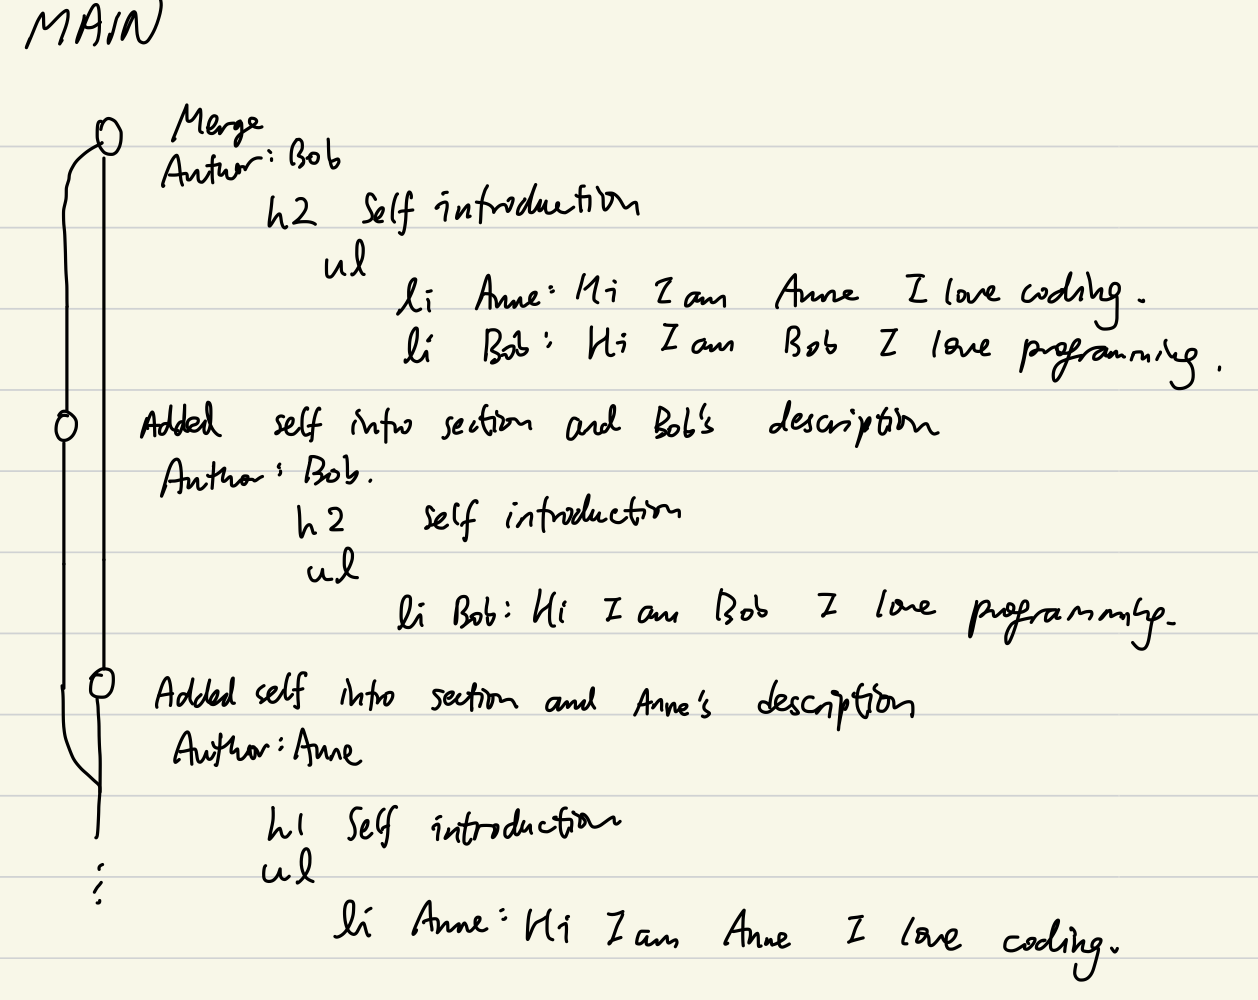 MAIN
Merge
Author: Bob
h2 Self introduction
ul
li Anne: Hi I am Anne I love coding.
li Bob: Hi I am Bob I love programming.
Added self intro section and Bob's description
Author: Bob.
h2 self introduction
ul
li Bob: Hi I am Bob I love programming.
Added self intro section and Anne's description
Author: Anne
h1 Self introduction
ul
li Anne: Hi I am Anne I love coding.